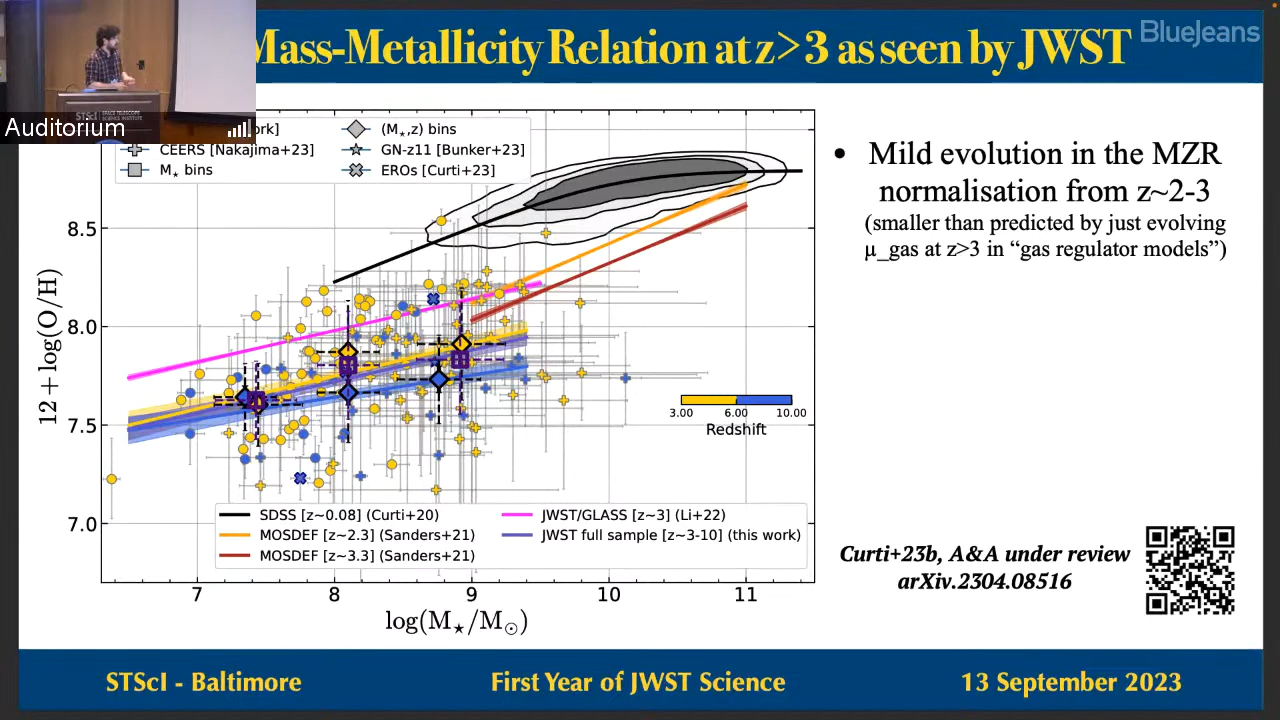 Mass-Metallicity Relation at z>3 as seen by JWST
BlueJeans
Auditorium
STScI SPACE TELESCOPE
SCIENCE INSTITUTE
(M⋆,z) bins
CEERS [Nakajima+23]
GN-z11 [Bunker+23]
M⋆ bins
EROs [Curti+23]
8.5
8.0
7.5
7.0
12 + log(O/H)
7
8
9
10
11
log(M⋆/M⊙)
3.00
6.00
10.00
Redshift
SDSS [z~0.08] (Curti+20)
MOSDEF [z~2.3] (Sanders+21)
MOSDEF [z~3.3] (Sanders+21)
JWST/GLASS [z~3] (Li+22)
JWST full sample [z~3-10] (this work)
• Mild evolution in the MZR
normalisation from z~2-3
(smaller than predicted by just evolving
μ_gas at z>3 in “gas regulator models”)
Curti+23b, A&A under review
arXiv.2304.08516
STScI - Baltimore
First Year of JWST Science
13 September 2023